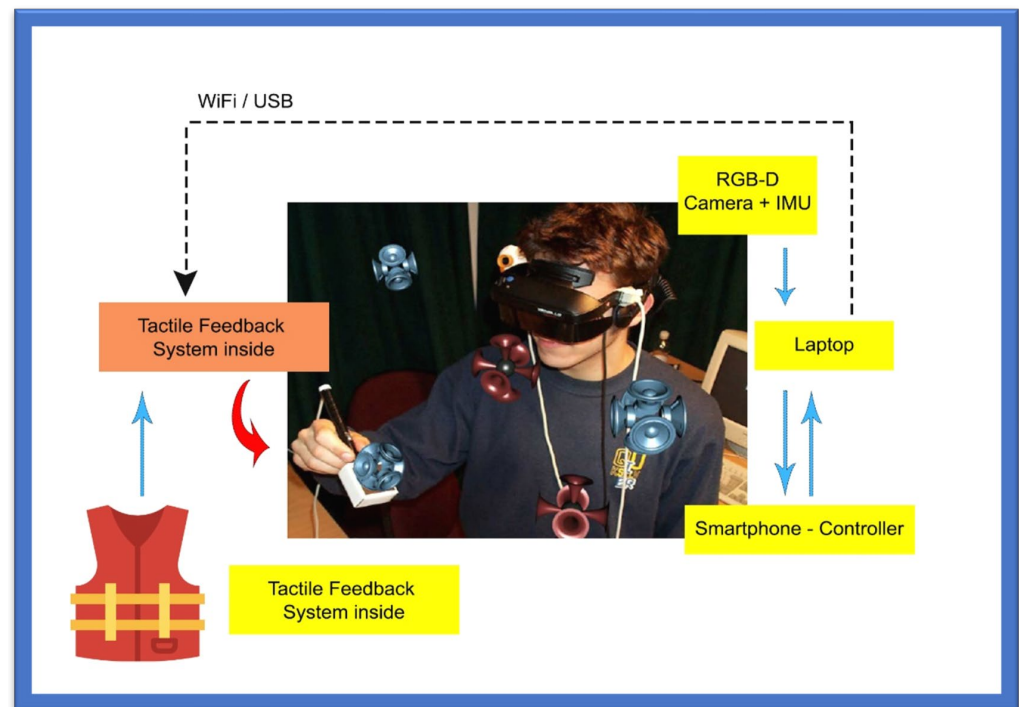 WiFi / USB
RGB-D
Camera + IMU
Tactile Feedback
System inside
Laptop
Smartphone - Controller
Tactile Feedback
System inside